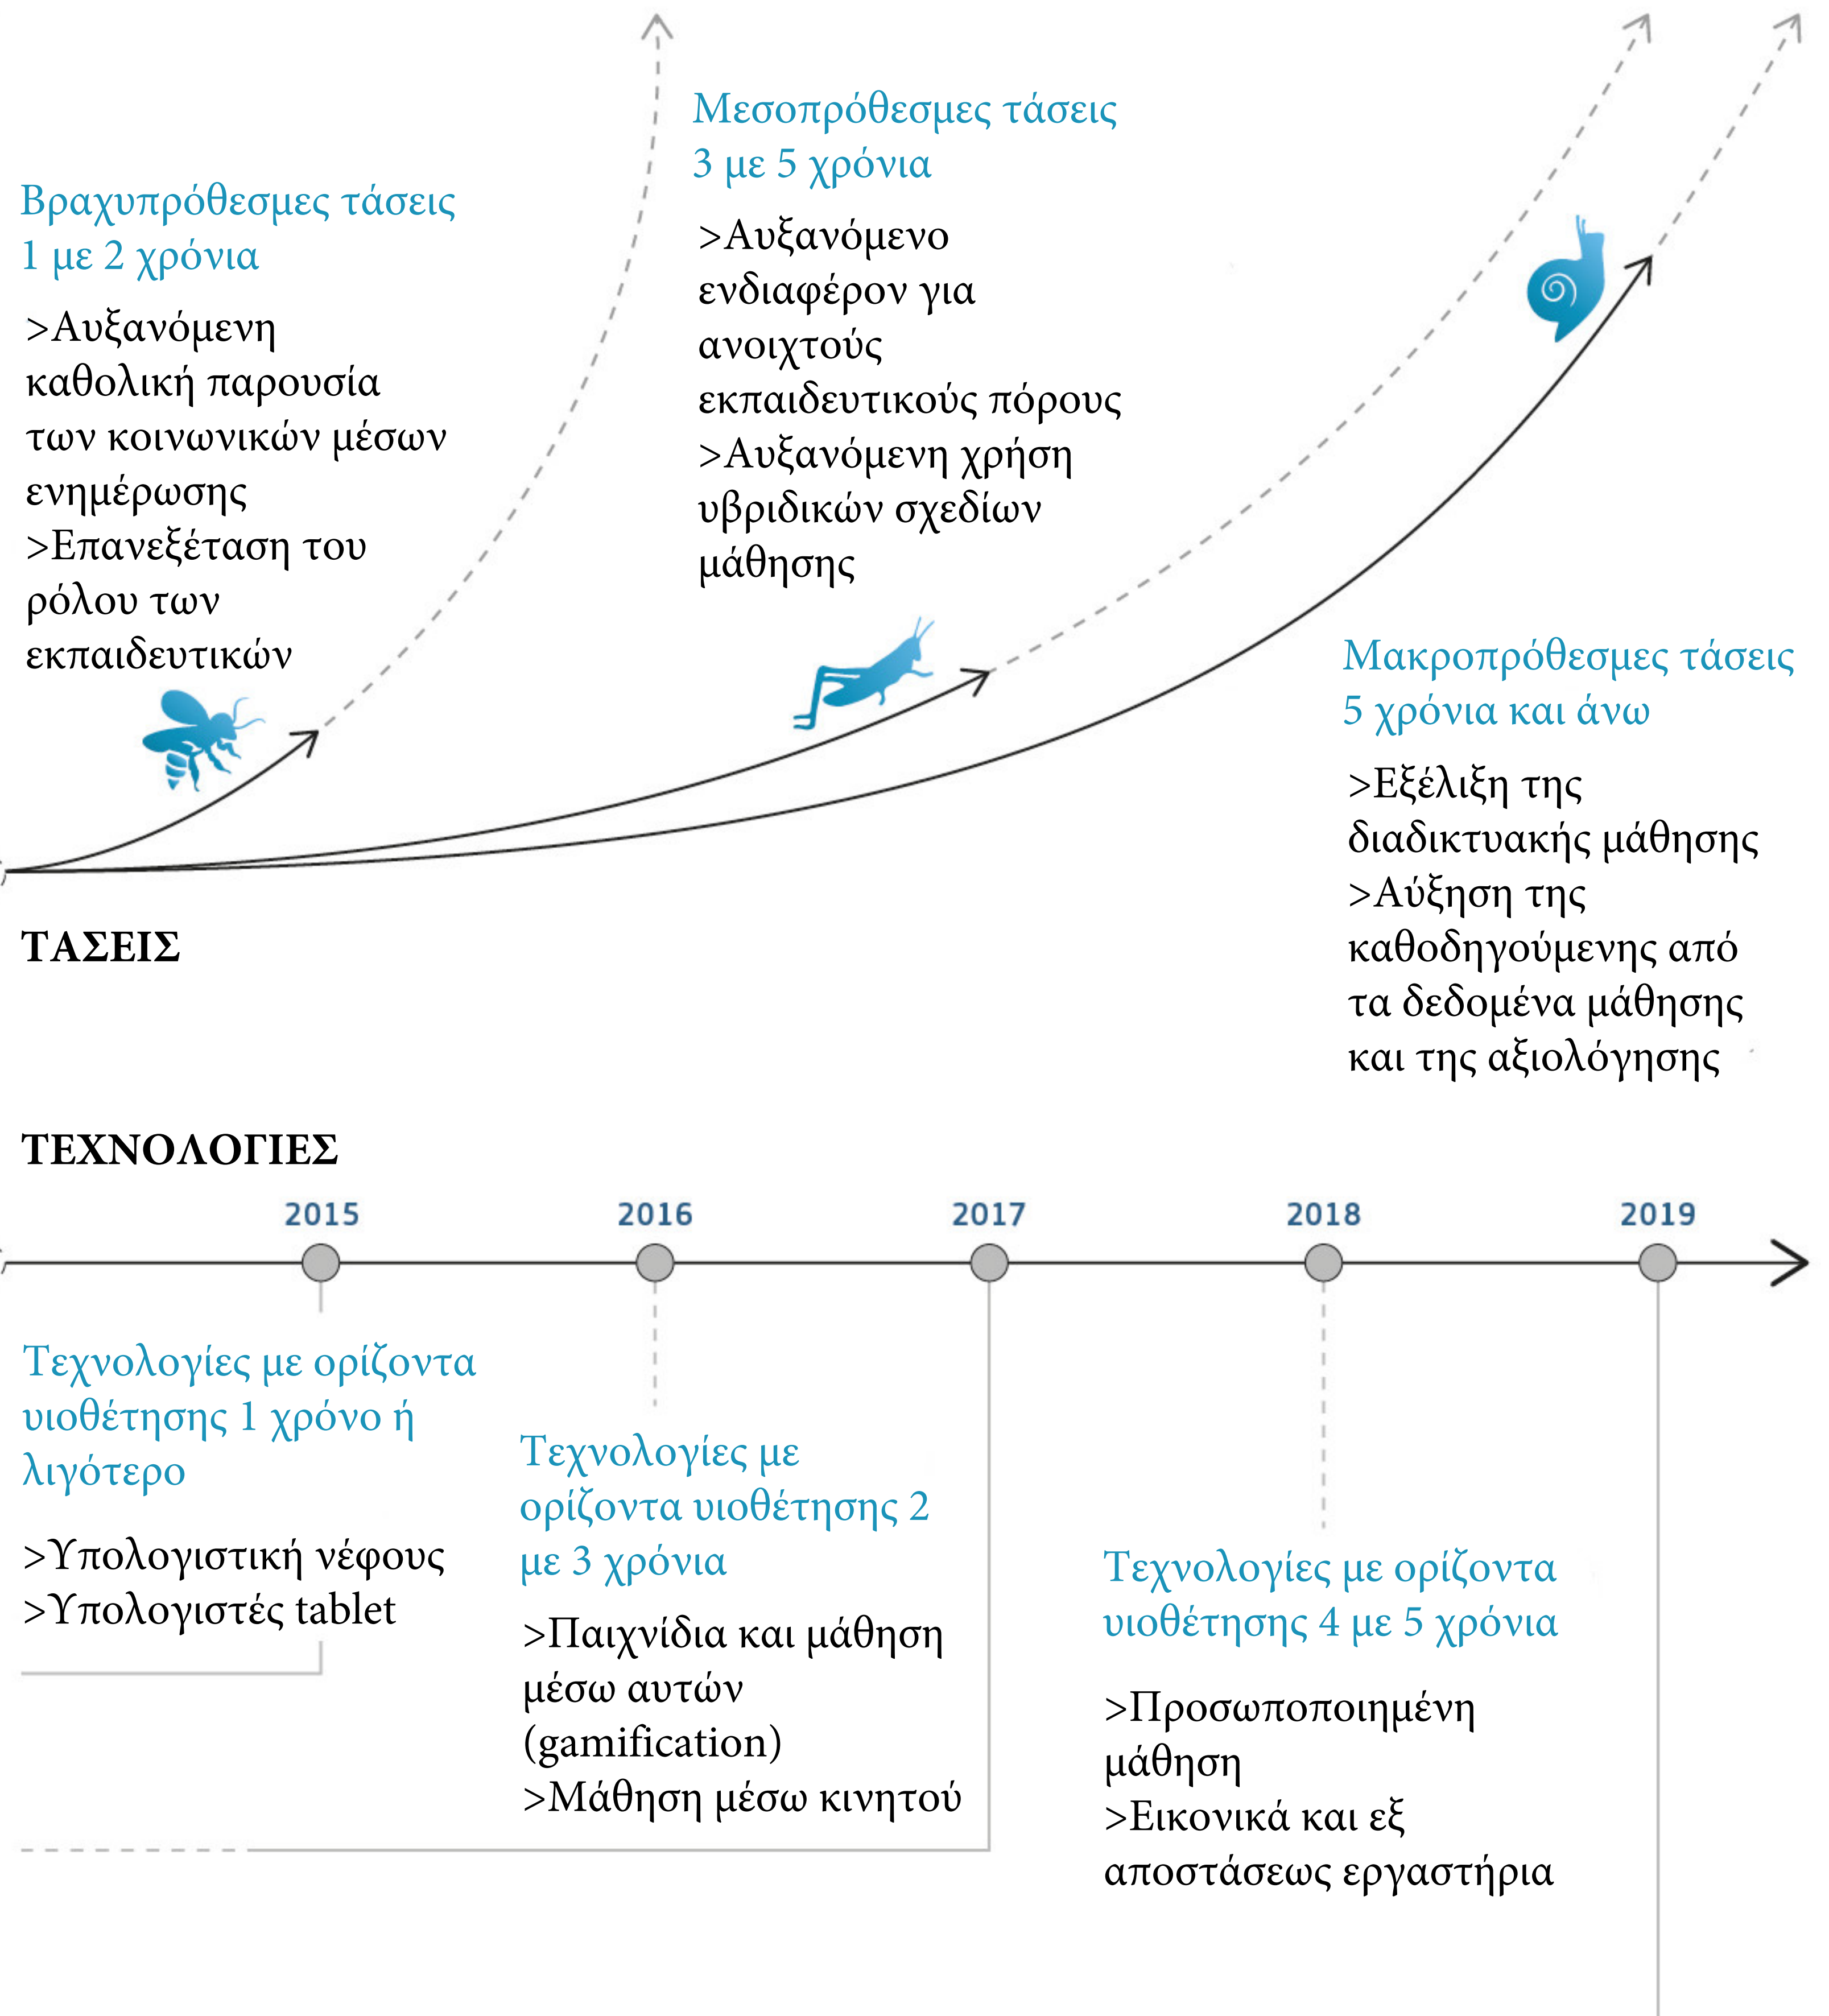 Βραχυπρόθεσμες τάσεις
1 με 2 χρόνια
>Αυξανόμενη
καθολική παρουσία
των κοινωνικών μέσων
ενημέρωσης
>Επανεξέταση του
ρόλου των
εκπαιδευτικών
Μεσοπρόθεσμες τάσεις
3 με 5 χρόνια
>Αυξανόμενο
ενδιαφέρον για
ανοιχτούς
εκπαιδευτικούς πόρους
>Αυξανόμενη χρήση
υβριδικών σχεδίων
μάθησης
Μακροπρόθεσμες τάσεις
5 χρόνια και άνω
>Εξέλιξη της
διαδικτυακής μάθησης
>Αύξηση της
καθοδηγούμενης από
τα δεδομένα μάθησης
και της αξιολόγησης
ΤΑΣΕΙΣ
ΤΕΧΝΟΛΟΓΙΕΣ
2015
2016
2017
2018
2019
Τεχνολογίες με ορίζοντα
υιοθέτησης 1 χρόνο ή
λιγότερο
>Υπολογιστική νέφους
>Υπολογιστές tablet
Τεχνολογίες με
ορίζοντα υιοθέτησης 2
με 3 χρόνια
>Παιχνίδια και μάθηση
μέσω αυτών
(gamification)
>Μάθηση μέσω κινητού
Τεχνολογίες με ορίζοντα
υιοθέτησης 4 με 5 χρόνια
>Προσωποποιημένη
μάθηση
>Εικονικά και εξ
αποστάσεως εργαστήρια